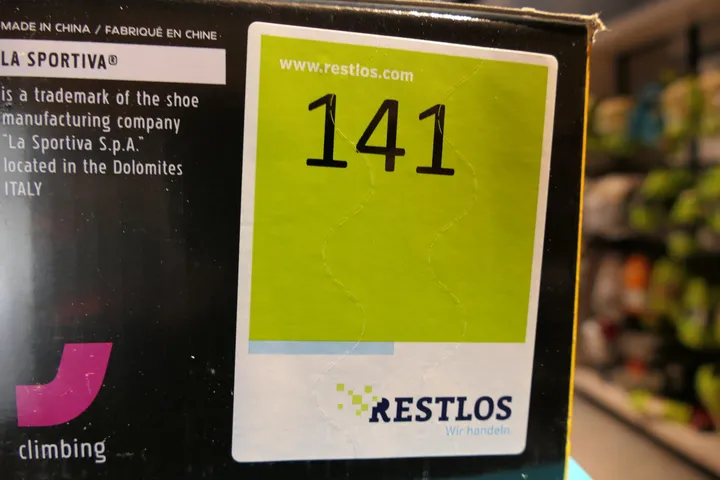 MADE IN CHINA / FABRIQUÉ EN CHINE
LA SPORTIVA®
is a trademark of the shoe
manufacturing company
"La Sportiva S.p.A."
located in the Dolomites
ITALY
climbing
www.restlos.com
141
RESTLOS
Wir handeln.